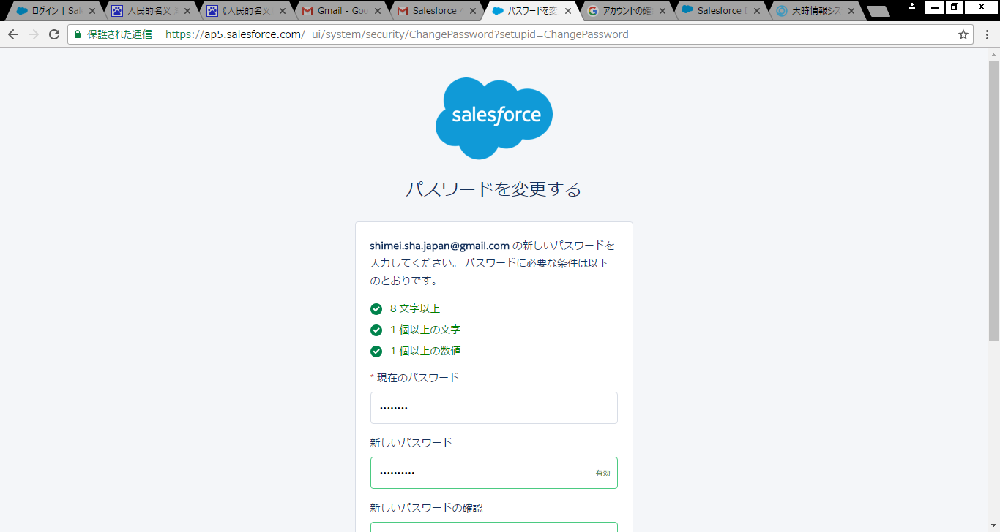 ログイン | Sal
人民的名义
《人民的名义
Gmail - Goo
Salesforce
パスワードを変
アカウントの確
Salesforce
天時情報シス
保護された通信
https://ap5.salesforce.com/_ui/system/security/ChangePassword?setupid=ChangePassword
salesforce
パスワードを変更する
shimei.sha.japan@gmail.com の新しいパスワードを
入力してください。 パスワードに必要な条件は以下
のとおりです。
8 文字以上
1 個以上の文字
1 個以上の数値
* 現在のパスワード
••••••••
新しいパスワード
••••••••••
有効
新しいパスワードの確認